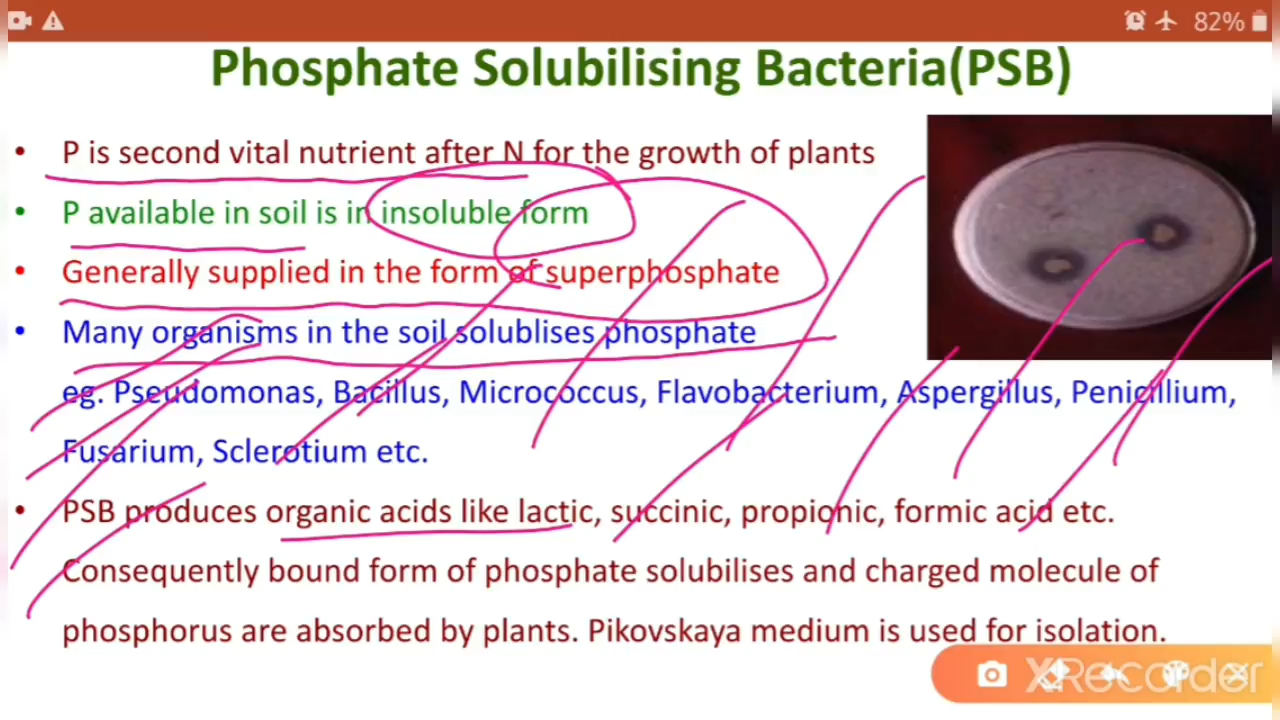 82%
Phosphate Solubilising Bacteria(PSB)
• P is second vital nutrient after N for the growth of plants
• P available in soil is in insoluble form
• Generally supplied in the form of superphosphate
• Many organisms in the soil solublises phosphate
eg. Pseudomonas, Bacillus, Micrococcus, Flavobacterium, Aspergillus, Penicillium,
Fusarium, Sclerotium etc.
• PSB produces organic acids like lactic, succinic, propionic, formic acid etc.
Consequently bound form of phosphate solubilises and charged molecule of
phosphorus are absorbed by plants. Pikovskaya medium is used for isolation.
XRecorder